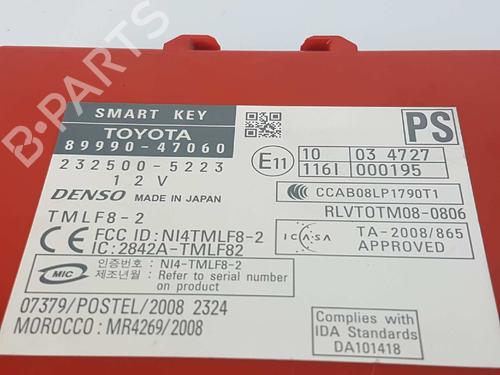 B-PARTS
SMART KEY
TOYOTA
89990-47060
232500-5223
12V
DENSO MADE IN JAPAN
TMLF8-2
PS
E11
10 03 4727
116I 000195
CCAB08LP1790T1
RLVTOTM08-0806
CE FCC ID: NI4TMLF8-2
IC:2842A-TMLF82
ICASA
TA-2008/865
APPROVED
MIC
인증번호 : NI4-TMLF8-2
제조년월 : Refer to serial number
on product
07379/POSTEL/2008 2324
MOROCCO: MR4269/2008
Complies with
IDA Standards
DA101418